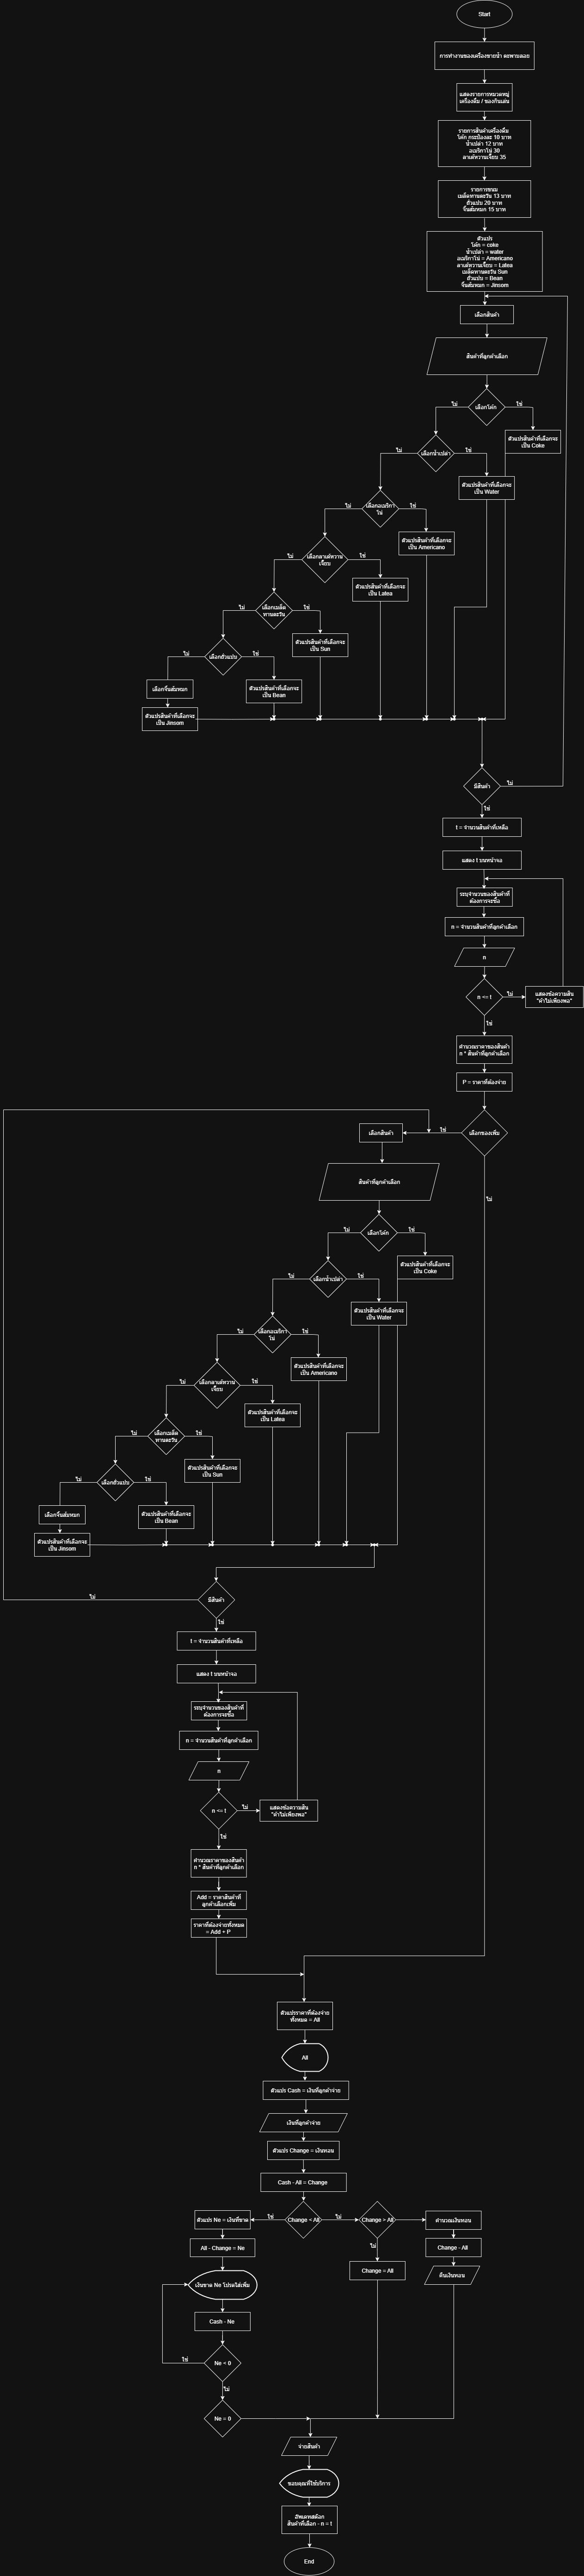 Start
การทำงานของเครื่องขายน้ำ ตะพาบลอย
แสดงรายการหมวดหมู่
เครื่องดื่ม / ของกินเล่น
รายการสินค้าเครื่องดื่ม
โค้ก กระป๋องละ 10 บาท
น้ำเปล่า 12 บาท
อเมริกาโน่ 30
ลาเต้หวานเจี๊ยบ 35
รายการขนม
เมล็ดทานตะวัน 13 บาท
ถั่วแปบ 20 บาท
จิ้นส้มหมก 15 บาท
ตัวแปร
โค้ก = coke
น้ำเปล่า = water
อเมริกาโน่ = Americano
ลาเต้หวานเจี๊ยบ = Latea
เมล็ดทานตะวัน Sun
ถั่วแปบ = Bean
จิ้นส้มหมก = Jinsom
เลือกสินค้า
สินค้าที่ลูกค้าเลือก
ไม่
เลือกโค้ก
ใช่
ตัวแปรสินค้าที่เลือกจะ
เป็น Coke
ไม่
เลือกน้ำเปล่า
ใช่
ตัวแปรสินค้าที่เลือกจะ
เป็น Water
ไม่
เลือกอเมริกา
โน่
ใช่
ตัวแปรสินค้าที่เลือกจะ
เป็น Americano
ไม่
เลือกลาเต้หวาน
เจี๊ยบ
ใช่
ตัวแปรสินค้าที่เลือกจะ
เป็น Latea
ไม่
เลือกเมล็ด
ทานตะวัน
ใช่
ตัวแปรสินค้าที่เลือกจะ
เป็น Sun
ไม่
เลือกถั่วแปบ
ใช่
ตัวแปรสินค้าที่เลือกจะ
เป็น Bean
เลือกจิ้นส้มหมก
ตัวแปรสินค้าที่เลือกจะ
เป็น Jinsom
มีสินค้า
ไม่
ใช่
t = จำนวนสินค้าที่เหลือ
แสดง t บนหน้าจอ
ระบุจำนวนของสินค้าที่
ต้องการจะซื้อ
n = จำนวนสินค้าที่ลูกค้าเลือก
n
n <= t
ไม่
แสดงข้อความสิน
"ค้าไม่เพียงพอ"
ใช่
คำนวณราคาของสินค้า
n * สินค้าที่ลูกค้าเลือก
P = ราคาที่ต้องจ่าย
เลือกของเพิ่ม
ใช่
ไม่
เลือกสินค้า
สินค้าที่ลูกค้าเลือก
ไม่
เลือกโค้ก
ใช่
ตัวแปรสินค้าที่เลือกจะ
เป็น Coke
ไม่
เลือกน้ำเปล่า
ใช่
ตัวแปรสินค้าที่เลือกจะ
เป็น Water
ไม่
เลือกอเมริกา
โน่
ใช่
ตัวแปรสินค้าที่เลือกจะ
เป็น Americano
ไม่
เลือกลาเต้หวาน
เจี๊ยบ
ใช่
ตัวแปรสินค้าที่เลือกจะ
เป็น Latea
ไม่
เลือกเมล็ด
ทานตะวัน
ใช่
ตัวแปรสินค้าที่เลือกจะ
เป็น Sun
ไม่
เลือกถั่วแปบ
ใช่
ตัวแปรสินค้าที่เลือกจะ
เป็น Bean
เลือกจิ้นส้มหมก
ตัวแปรสินค้าที่เลือกจะ
เป็น Jinsom
ไม่
มีสินค้า
ใช่
t = จำนวนสินค้าที่เหลือ
แสดง t บนหน้าจอ
ระบุจำนวนของสินค้าที่
ต้องการจะซื้อ
n = จำนวนสินค้าที่ลูกค้าเลือก
n
n <= t
ไม่
แสดงข้อความสิน
"ค้าไม่เพียงพอ"
ใช่
คำนวณราคาของสินค้า
n * สินค้าที่ลูกค้าเลือก
Add = ราคาสินค้าที่
ลูกค้าเลือกเพิ่ม
ราคาที่ต้องจ่ายทั้งหมด
= Add + P
ตัวแปรราคาที่ต้องจ่าย
ทั้งหมด = All
All
ตัวแปร Cash = เงินที่ลูกค้าจ่าย
เงินที่ลูกค้าจ่าย
ตัวแปร Change = เงินทอน
Cash - All = Change
ตัวแปร Ne = เงินที่ขาด
ใช่
Change < All
ไม่
Change > All
คำนวณเงินทอน
All - Change = Ne
ไม่
Change - All
Change = All
คืนเงินทอน
เงินขาด Ne โปรดใส่เพิ่ม
Cash - Ne
ใช่
Ne < 0
ไม่
Ne = 0
จ่ายสินค้า
ขอบคุณที่ใช้บริการ
อัพเดทสต๊อก
สินค้าที่เลือก - n = t
End